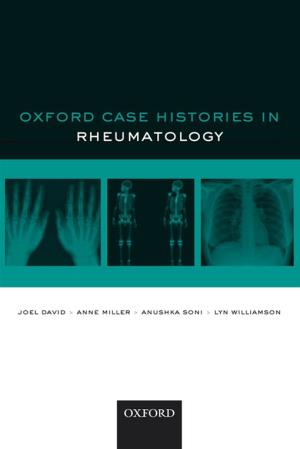 OXFORD CASE HISTORIES IN
RHEUMATOLOGY
JOEL DAVID > ANNE MILLER > ANUSHKA SONI > LYN WILLIAMSON
OXFORD